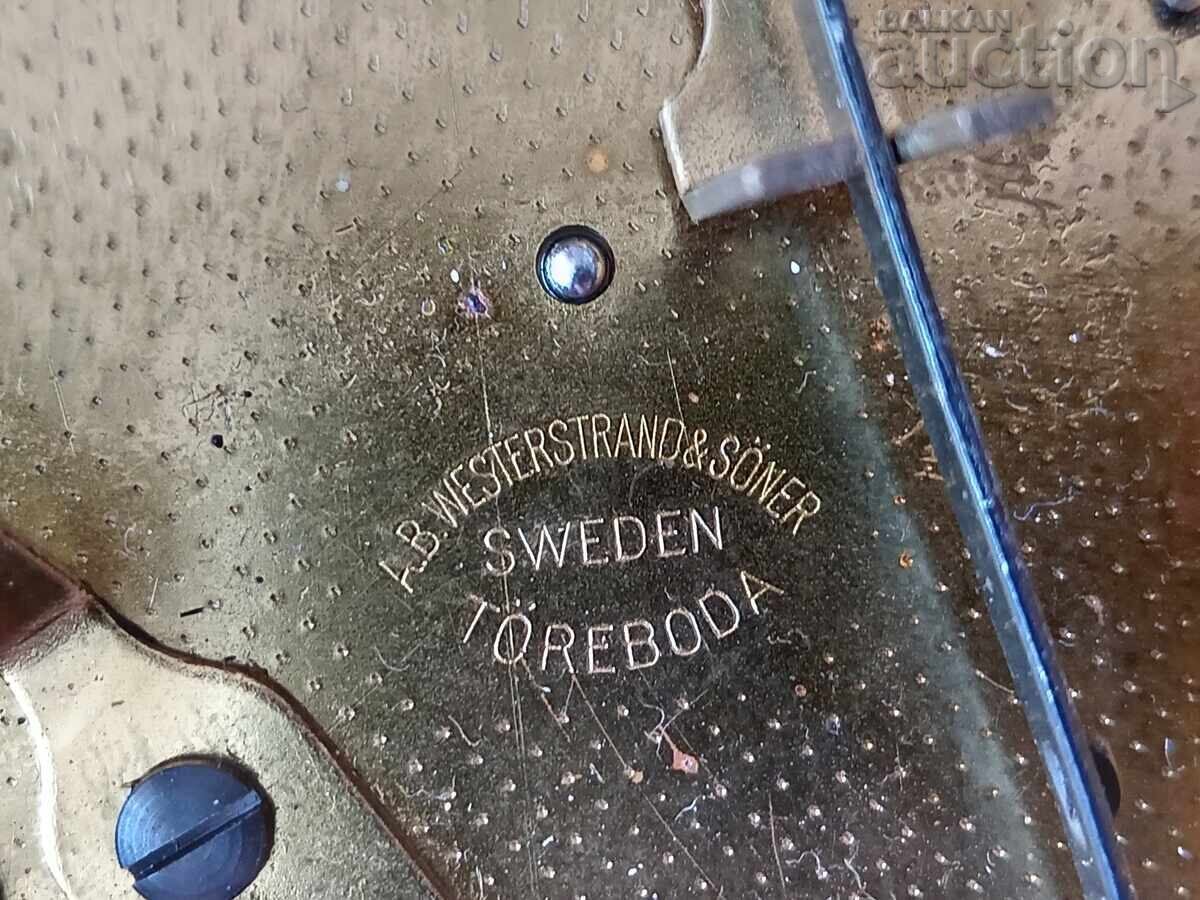 BALKAN
auction
A.B. WESTERSTRAND & SÖNER
SWEDEN
TÖREBODA